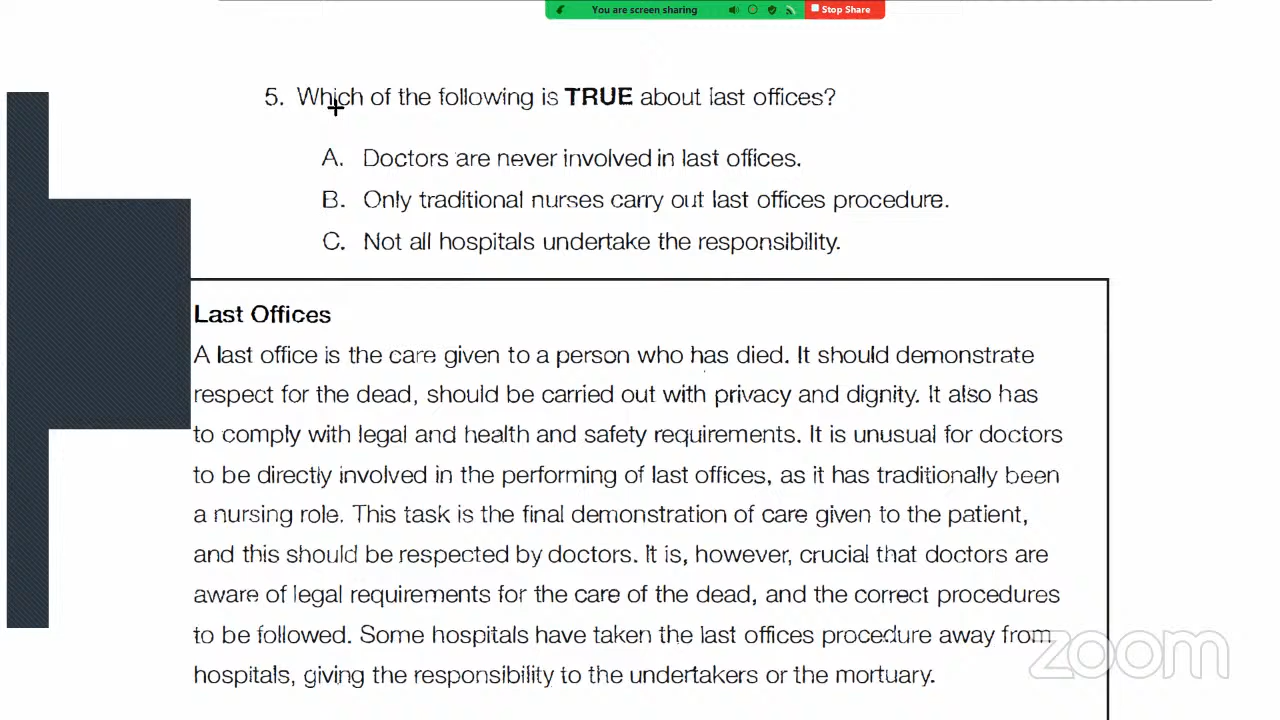 You are screen sharing
Stop Share
5. Which of the following is TRUE about last offices?
A. Doctors are never involved in last offices.
B. Only traditional nurses carry out last offices procedure.
C. Not all hospitals undertake the responsibility.
Last Offices
A last office is the care given to a person who has died. It should demonstrate
respect for the dead, should be carried out with privacy and dignity. It also has
to comply with legal and health and safety requirements. It is unusual for doctors
to be directly involved in the performing of last offices, as it has traditionally been
a nursing role. This task is the final demonstration of care given to the patient,
and this should be respected by doctors. It is, however, crucial that doctors are
aware of legal requirements for the care of the dead, and the correct procedures
to be followed. Some hospitals have taken the last offices procedure away from
hospitals, giving the responsibility to the undertakers or the mortuary.
zoom